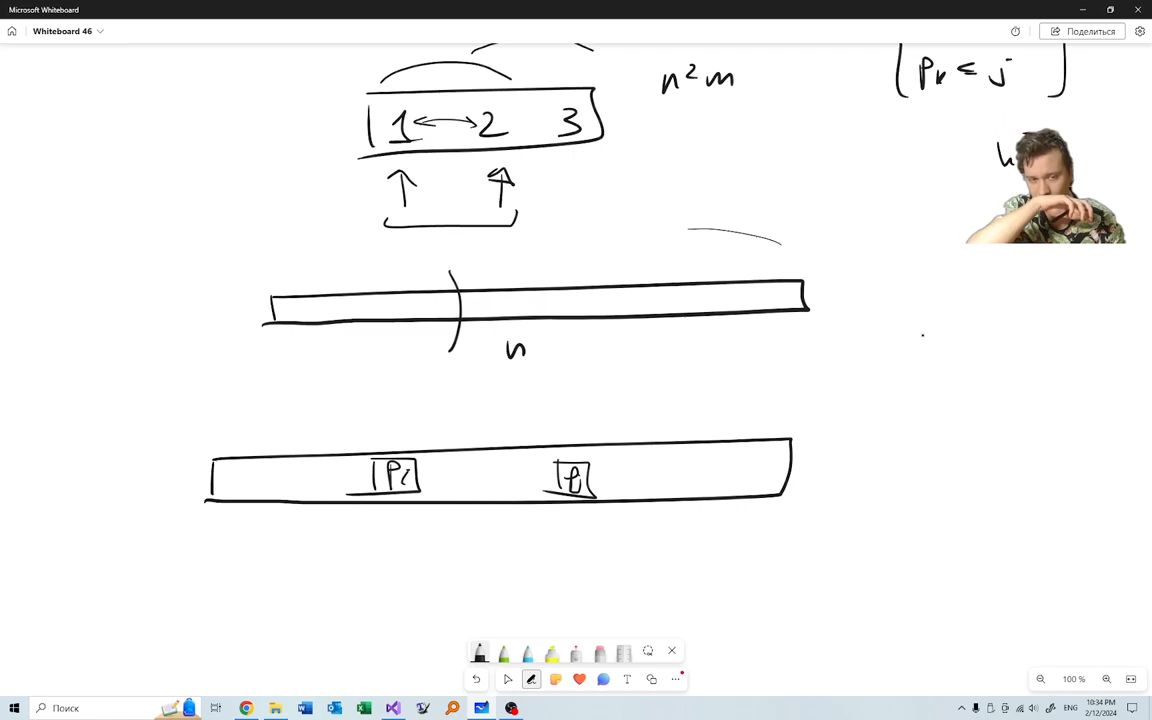 Microsoft Whiteboard
Whiteboard 46
Поделиться
n²m
Pk ≤ j
1 2 3
n
Pi
100 %
Поиск
ENG
10:34 PM
2/12/2024